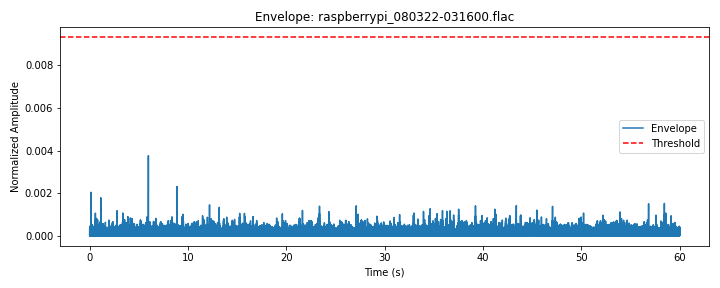 Envelope: raspberrypi_080322-031600.flac
Normalized Amplitude
0.008
0.006
0.004
0.002
0.000
Envelope
Threshold
0
10
20
30
40
50
60
Time (s)